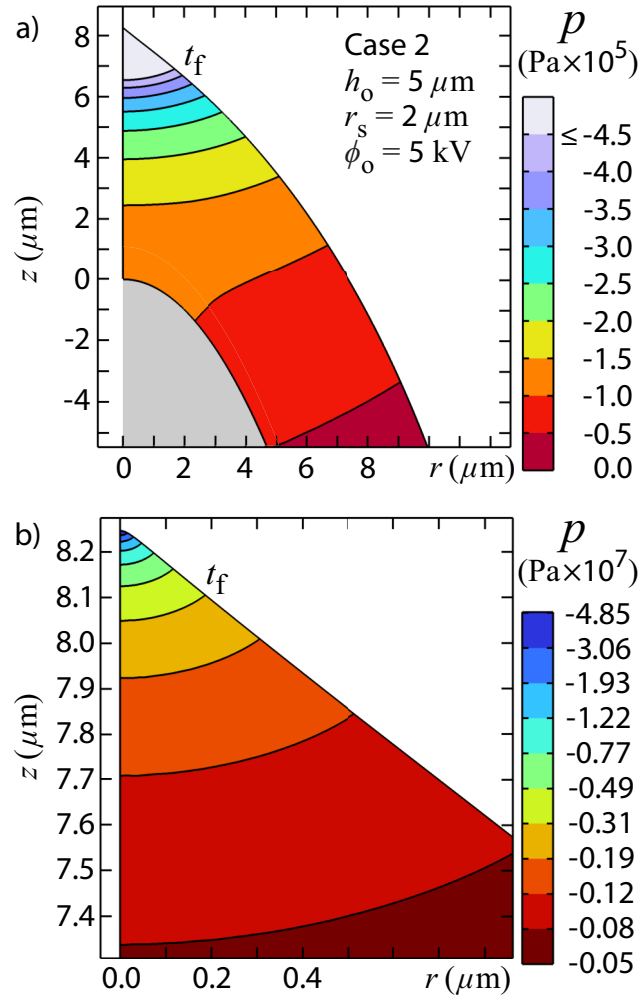 a)
8
6
4
2
0
-2
-4
z (μm)
t_f
Case 2
h_o = 5 μm
r_s = 2 μm
ϕ_o = 5 kV
0 2 4 6 8 r (μm)
p
(Pa×10⁵)
≤ -4.5
-4.0
-3.5
-3.0
-2.5
-2.0
-1.5
-1.0
-0.5
0.0
b)
8.2
8.1
8.0
7.9
7.8
7.7
7.6
7.5
7.4
z (μm)
t_f
0.0 0.2 0.4 r (μm)
p
(Pa×10⁷)
-4.85
-3.06
-1.93
-1.22
-0.77
-0.49
-0.31
-0.19
-0.12
-0.08
-0.05